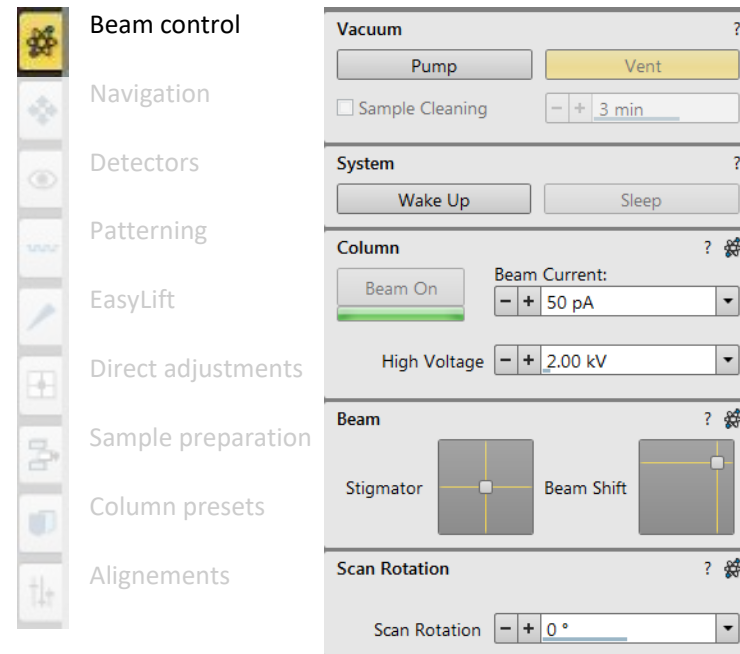 Beam control
Navigation
Detectors
Patterning
EasyLift
Direct adjustments
Sample preparation
Column presets
Alignements
Vacuum ?
Pump Vent
Sample Cleaning - + 3 min
System ?
Wake Up Sleep
Column ?
Beam Current:
Beam On - + 50 pA
High Voltage - + 2.00 kV
Beam ?
Stigmator Beam Shift
Scan Rotation ?
Scan Rotation - + 0 °